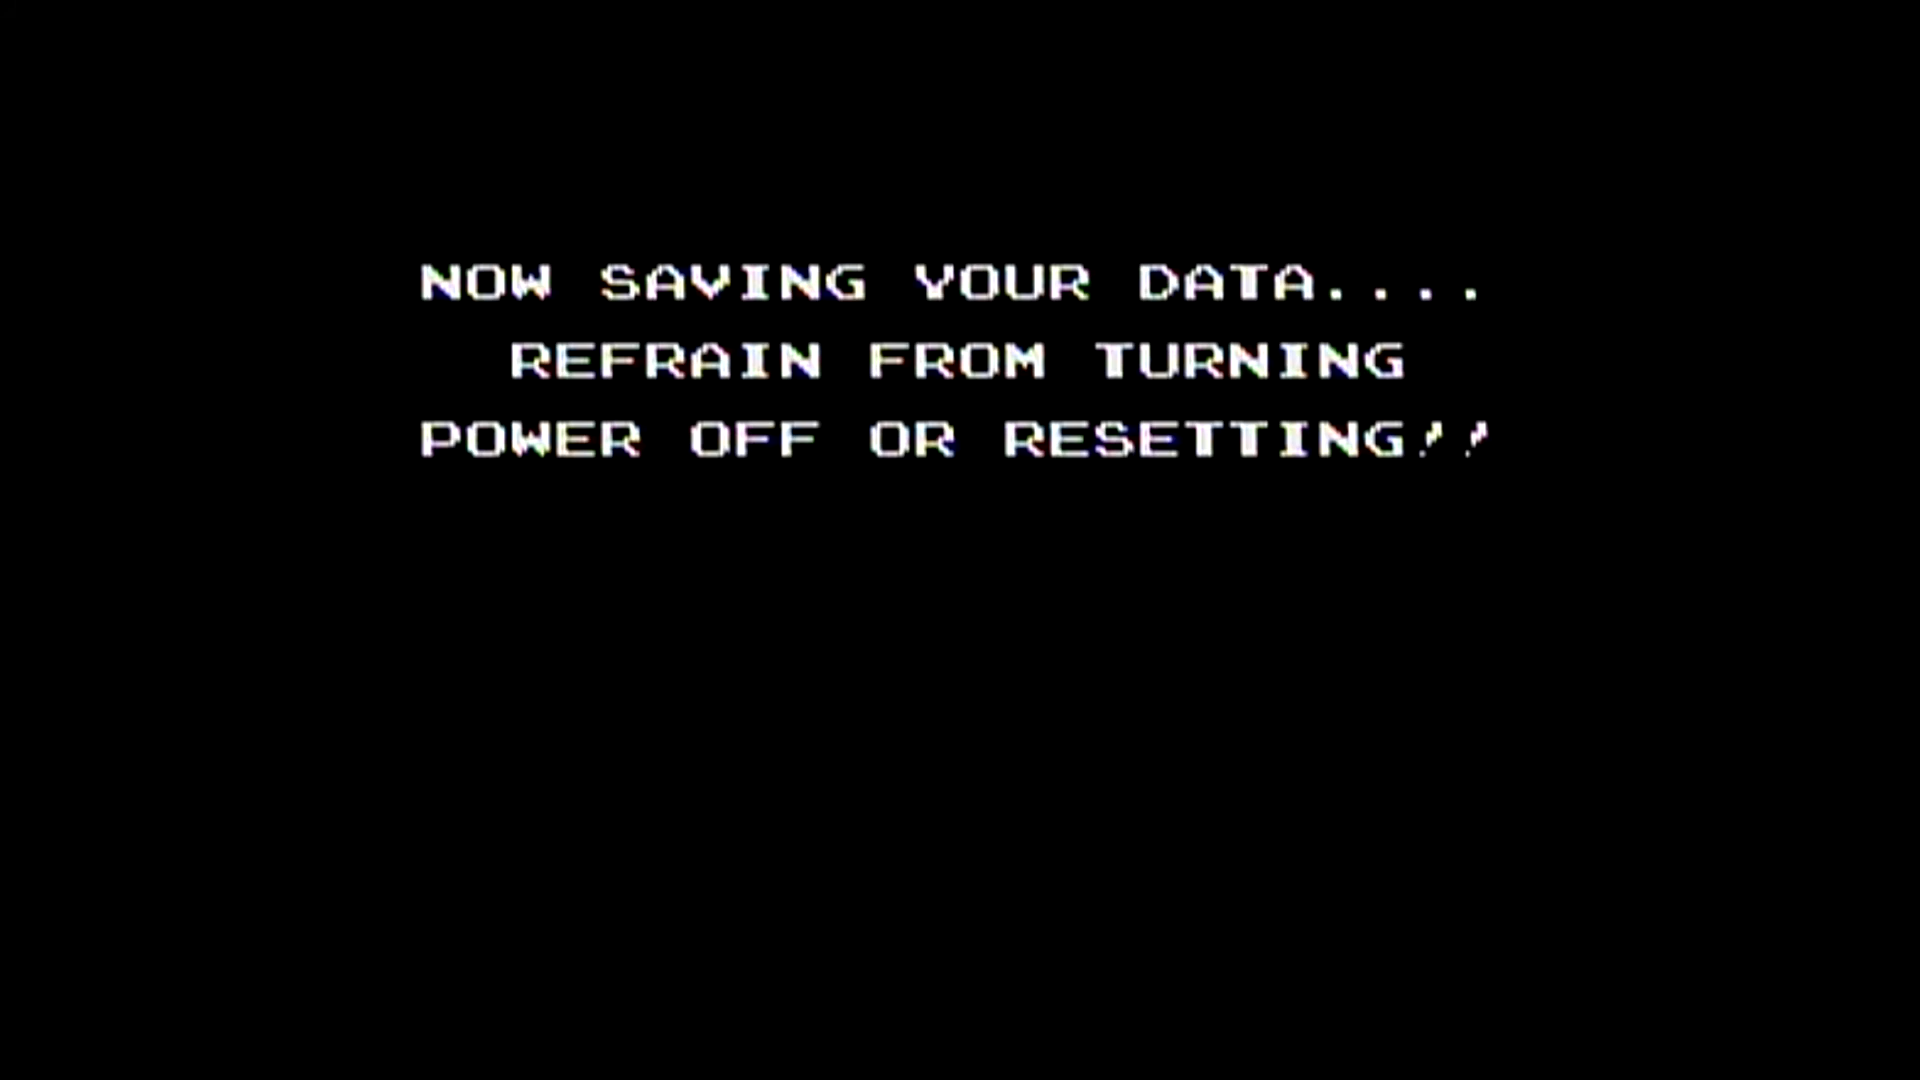 NOW SAVING YOUR DATA....
REFRAIN FROM TURNING
POWER OFF OR RESETTING!!